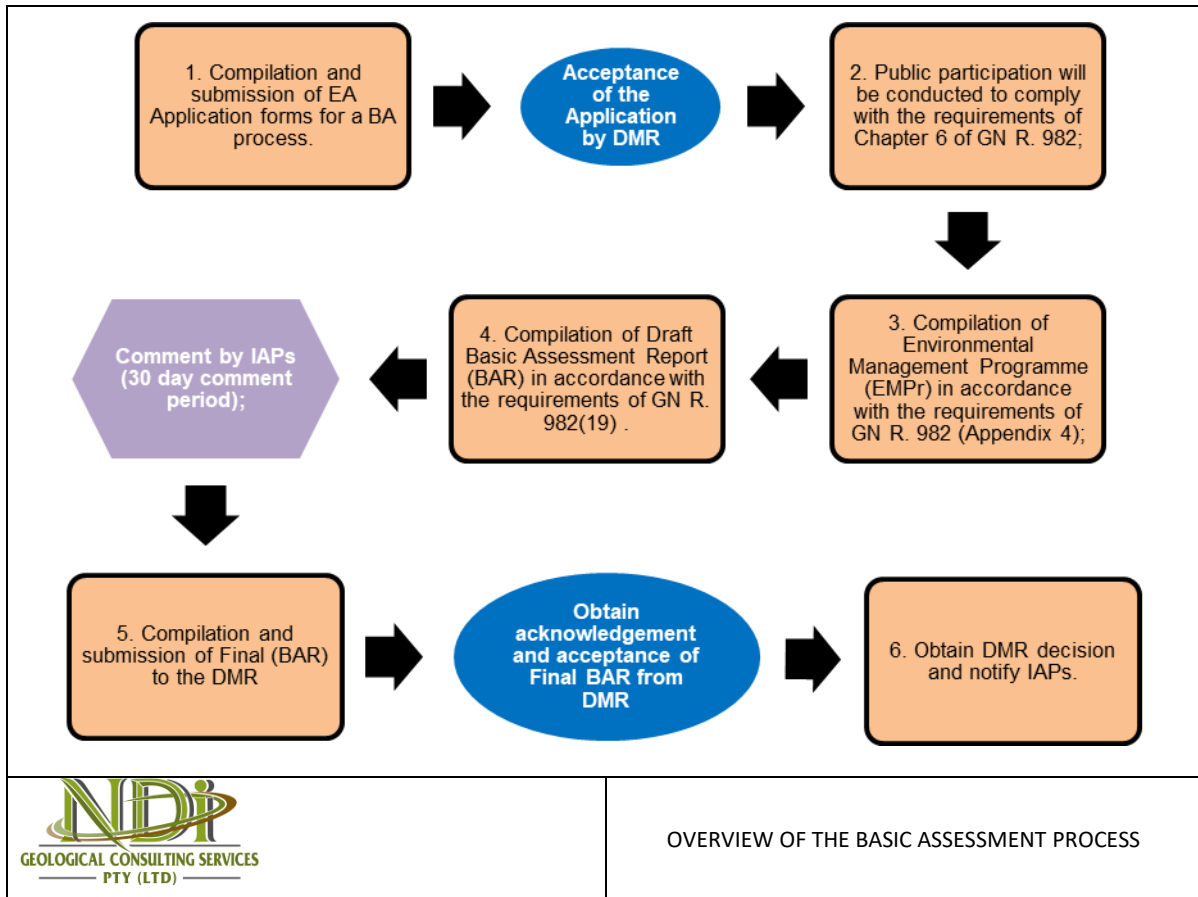 1. Compilation and
submission of EA
Application forms for a BA
process.
Acceptance
of the
Application
by DMR
2. Public participation will
be conducted to comply
with the requirements of
Chapter 6 of GN R. 982;
3. Compilation of
Environmental
Management Programme
(EMPr) in accordance
with the requirements of
GN R. 982 (Appendix 4);
4. Compilation of Draft
Basic Assessment Report
(BAR) in accordance with
the requirements of GN R.
982(19) .
Comment by IAPs
(30 day comment
period);
5. Compilation and
submission of Final (BAR)
to the DMR
Obtain
acknowledgement
and acceptance of
Final BAR from
DMR
6. Obtain DMR decision
and notify IAPs.
NDi
GEOLOGICAL CONSULTING SERVICES
PTY (LTD)
OVERVIEW OF THE BASIC ASSESSMENT PROCESS